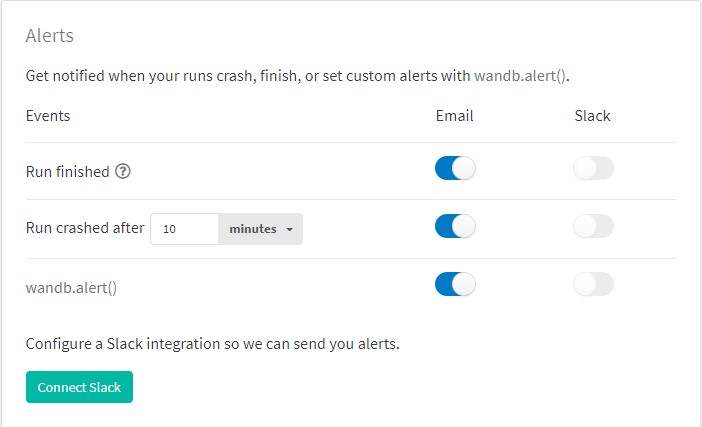 Alerts
Get notified when your runs crash, finish, or set custom alerts with wandb.alert().
Events Email Slack
Run finished ?
Run crashed after 10 minutes
wandb.alert()
Configure a Slack integration so we can send you alerts.
Connect Slack